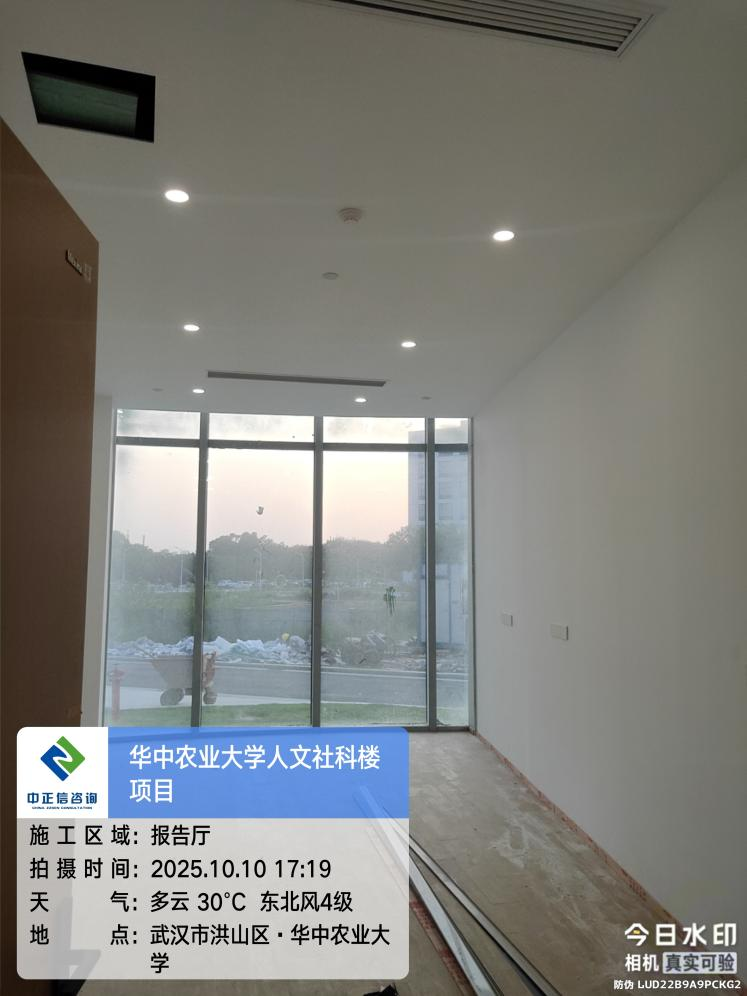 华中农业大学人文社科楼
项目
中正信咨询
CHINA ZZXIN CONSULTATION
施工区域：报告厅
拍摄时间：2025.10.10 17:19
天气：多云 30°C 东北风4级
地点：武汉市洪山区·华中农业大
学
今日水印
相机 真实可验
防伪 LUD22B9A9PCKG2